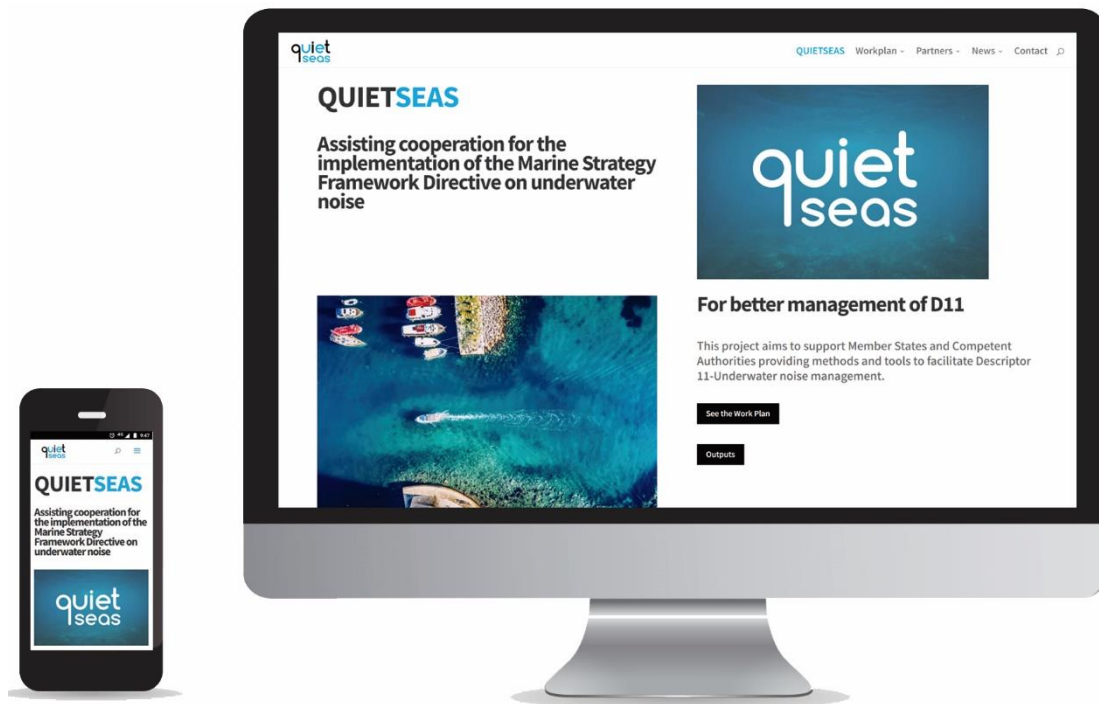 quiet
seas
QUIETSEAS Workplan Partners News Contact
QUIETSEAS
Assisting cooperation for the
implementation of the Marine Strategy
Framework Directive on underwater
noise
quiet
seas
For better management of D11
This project aims to support Member States and Competent
Authorities providing methods and tools to facilitate Descriptor
11-Underwater noise management.
See the Work Plan
Outputs
4G 9:47
quiet
seas
QUIETSEAS
Assisting cooperation for
the implementation of the
Marine Strategy
Framework Directive on
underwater noise
quiet
seas